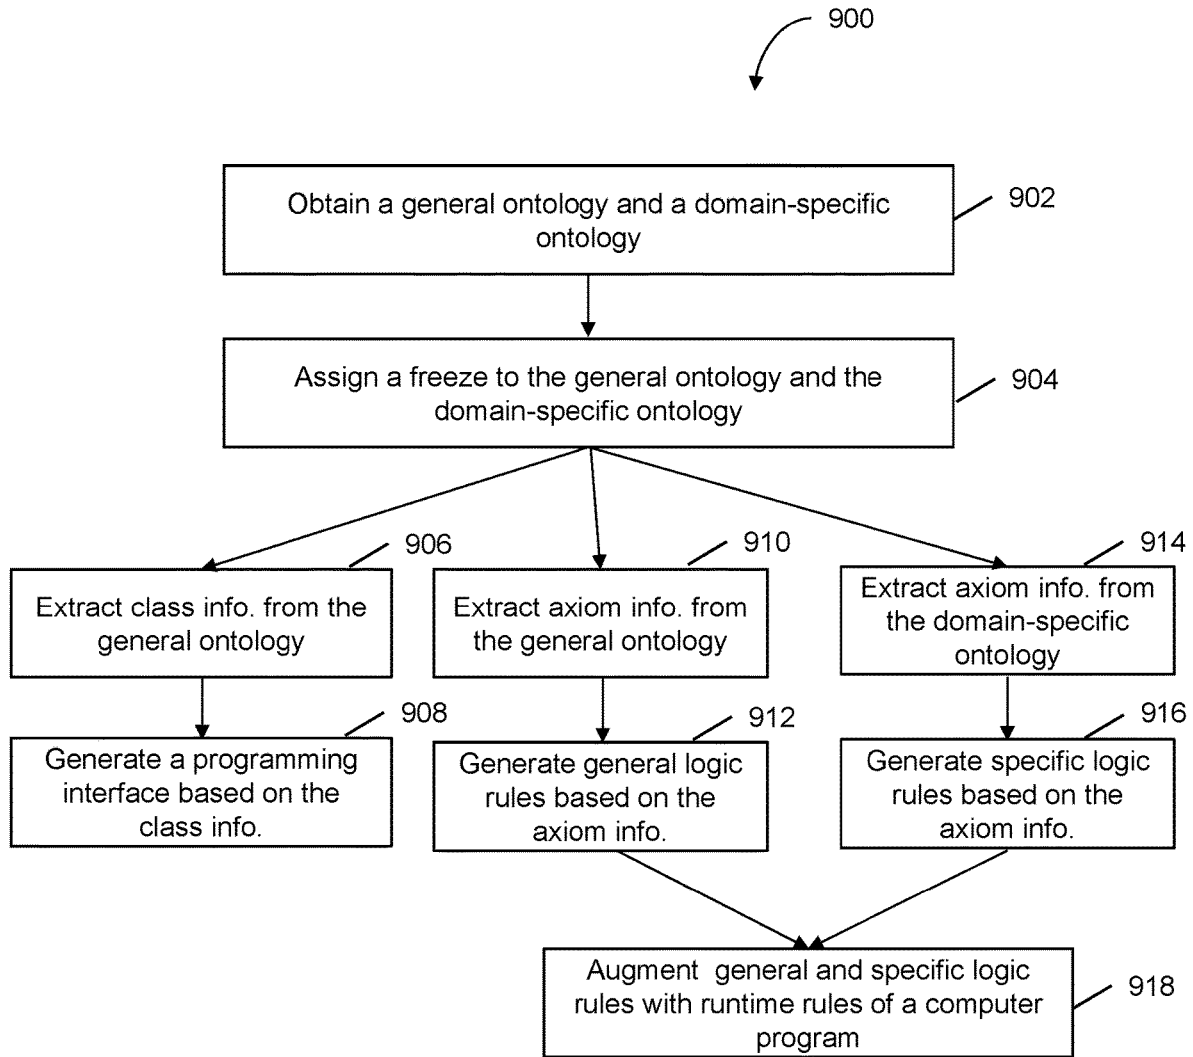 900
Obtain a general ontology and a domain-specific
ontology
902
Assign a freeze to the general ontology and the
domain-specific ontology
904
906
Extract class info. from the
general ontology
910
Extract axiom info. from
the general ontology
914
Extract axiom info. from
the domain-specific
ontology
908
Generate a programming
interface based on the
class info.
912
Generate general logic
rules based on the
axiom info.
916
Generate specific logic
rules based on the
axiom info.
Augment general and specific logic
rules with runtime rules of a computer
program
918